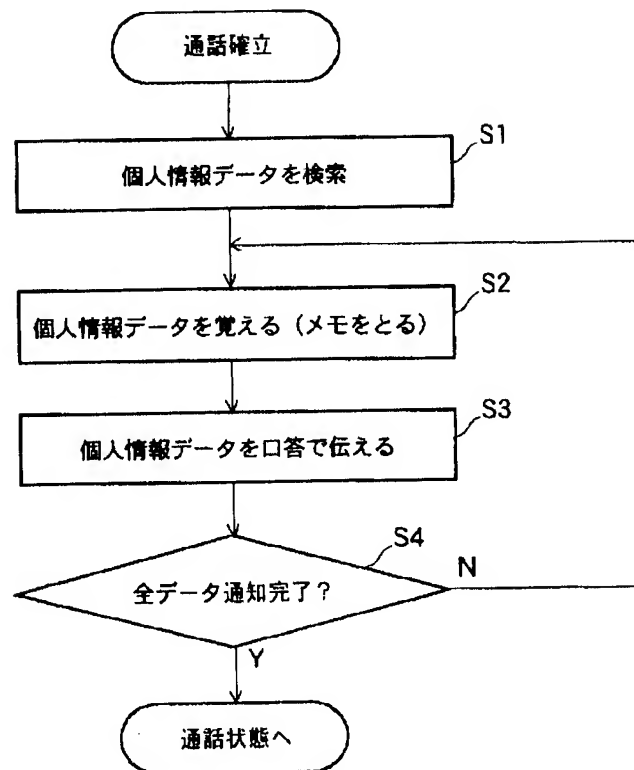 通話確立
S1
個人情報データを検索
S2
個人情報データを覚える（メモをとる）
S3
個人情報データを口答で伝える
S4
全データ通知完了？
N
Y
通話状態へ